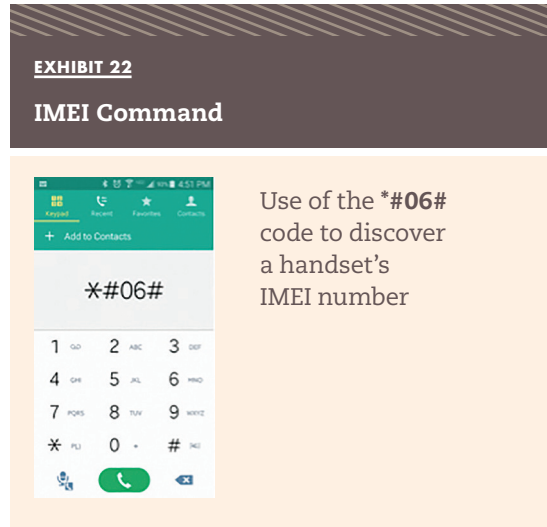 EXHIBIT 22
IMEI Command
4:51 PM
Keypad Recent Favorites Contacts
+ Add to Contacts
*#06#
1 2 ABC 3 DEF
4 GHI 5 JKL 6 MNO
7 PQRS 8 TUV 9 WXYZ
* 0 + #
Use of the *#06#
code to discover
a handset’s
IMEI number